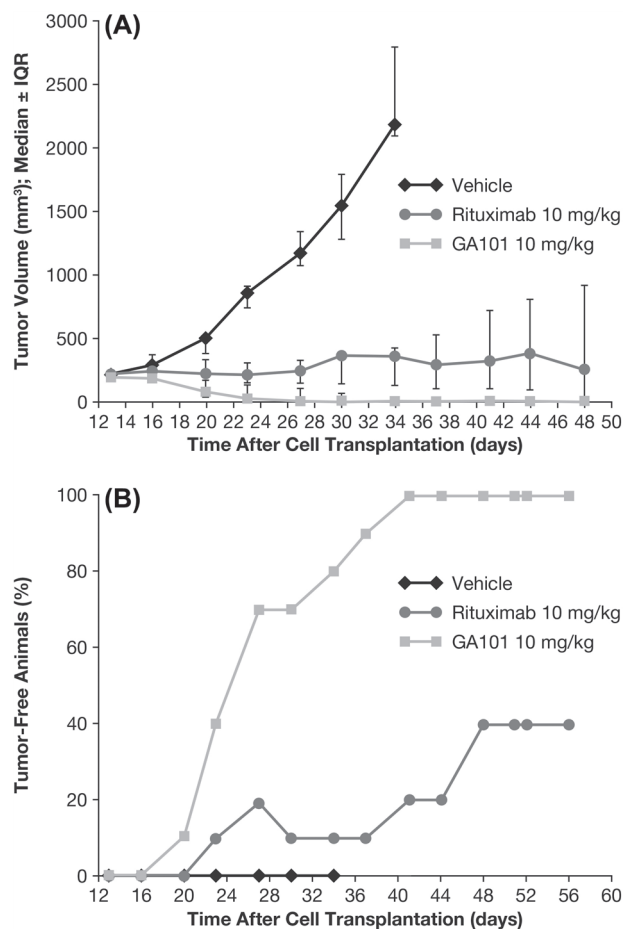 (A)
3000
2500
2000
1500
1000
500
0
Tumor Volume (mm³); Median ± IQR
Vehicle
Rituximab 10 mg/kg
GA101 10 mg/kg
12 14 16 18 20 22 24 26 28 30 32 34 36 38 40 42 44 46 48 50
Time After Cell Transplantation (days)
(B)
100
80
60
40
20
0
Tumor-Free Animals (%)
Vehicle
Rituximab 10 mg/kg
GA101 10 mg/kg
12 16 20 24 28 32 36 40 44 48 52 56 60
Time After Cell Transplantation (days)